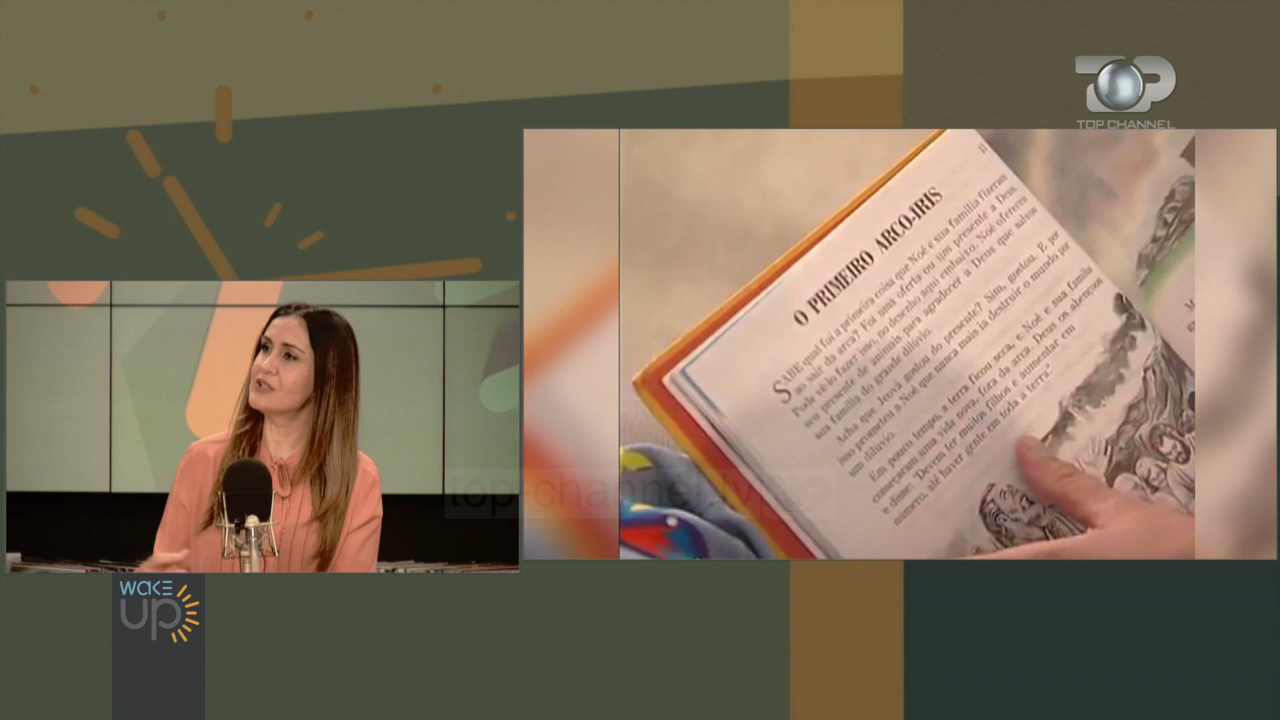 TOP CHANNEL
O PRIMEIRO ARCO-ÍRIS
SABE qual foi a primeira coisa que Noé e sua família fizeram
ao sair da arca? Foi uma oferta ou um presente a Deus.
Pode vê-lo fazer isso, no desenho aqui embaixo. Noé oferece
seu presente de animais para agradecer a Deus que salvou
sua família do grande dilúvio.
Acha que Jeová gostou do presente? Sim, gostou. E, por
isso prometeu a Noé que nunca mais ia destruir o mundo por
um dilúvio.
Em pouco tempo, a terra ficou seca, e Noé e sua família
começaram uma vida nova, fora da arca. Deus os abençoou
e disse: 'Devem ter muitos filhos e aumentar em
número, até haver gente em toda a terra.'
top-channel.tv
WAKE
up